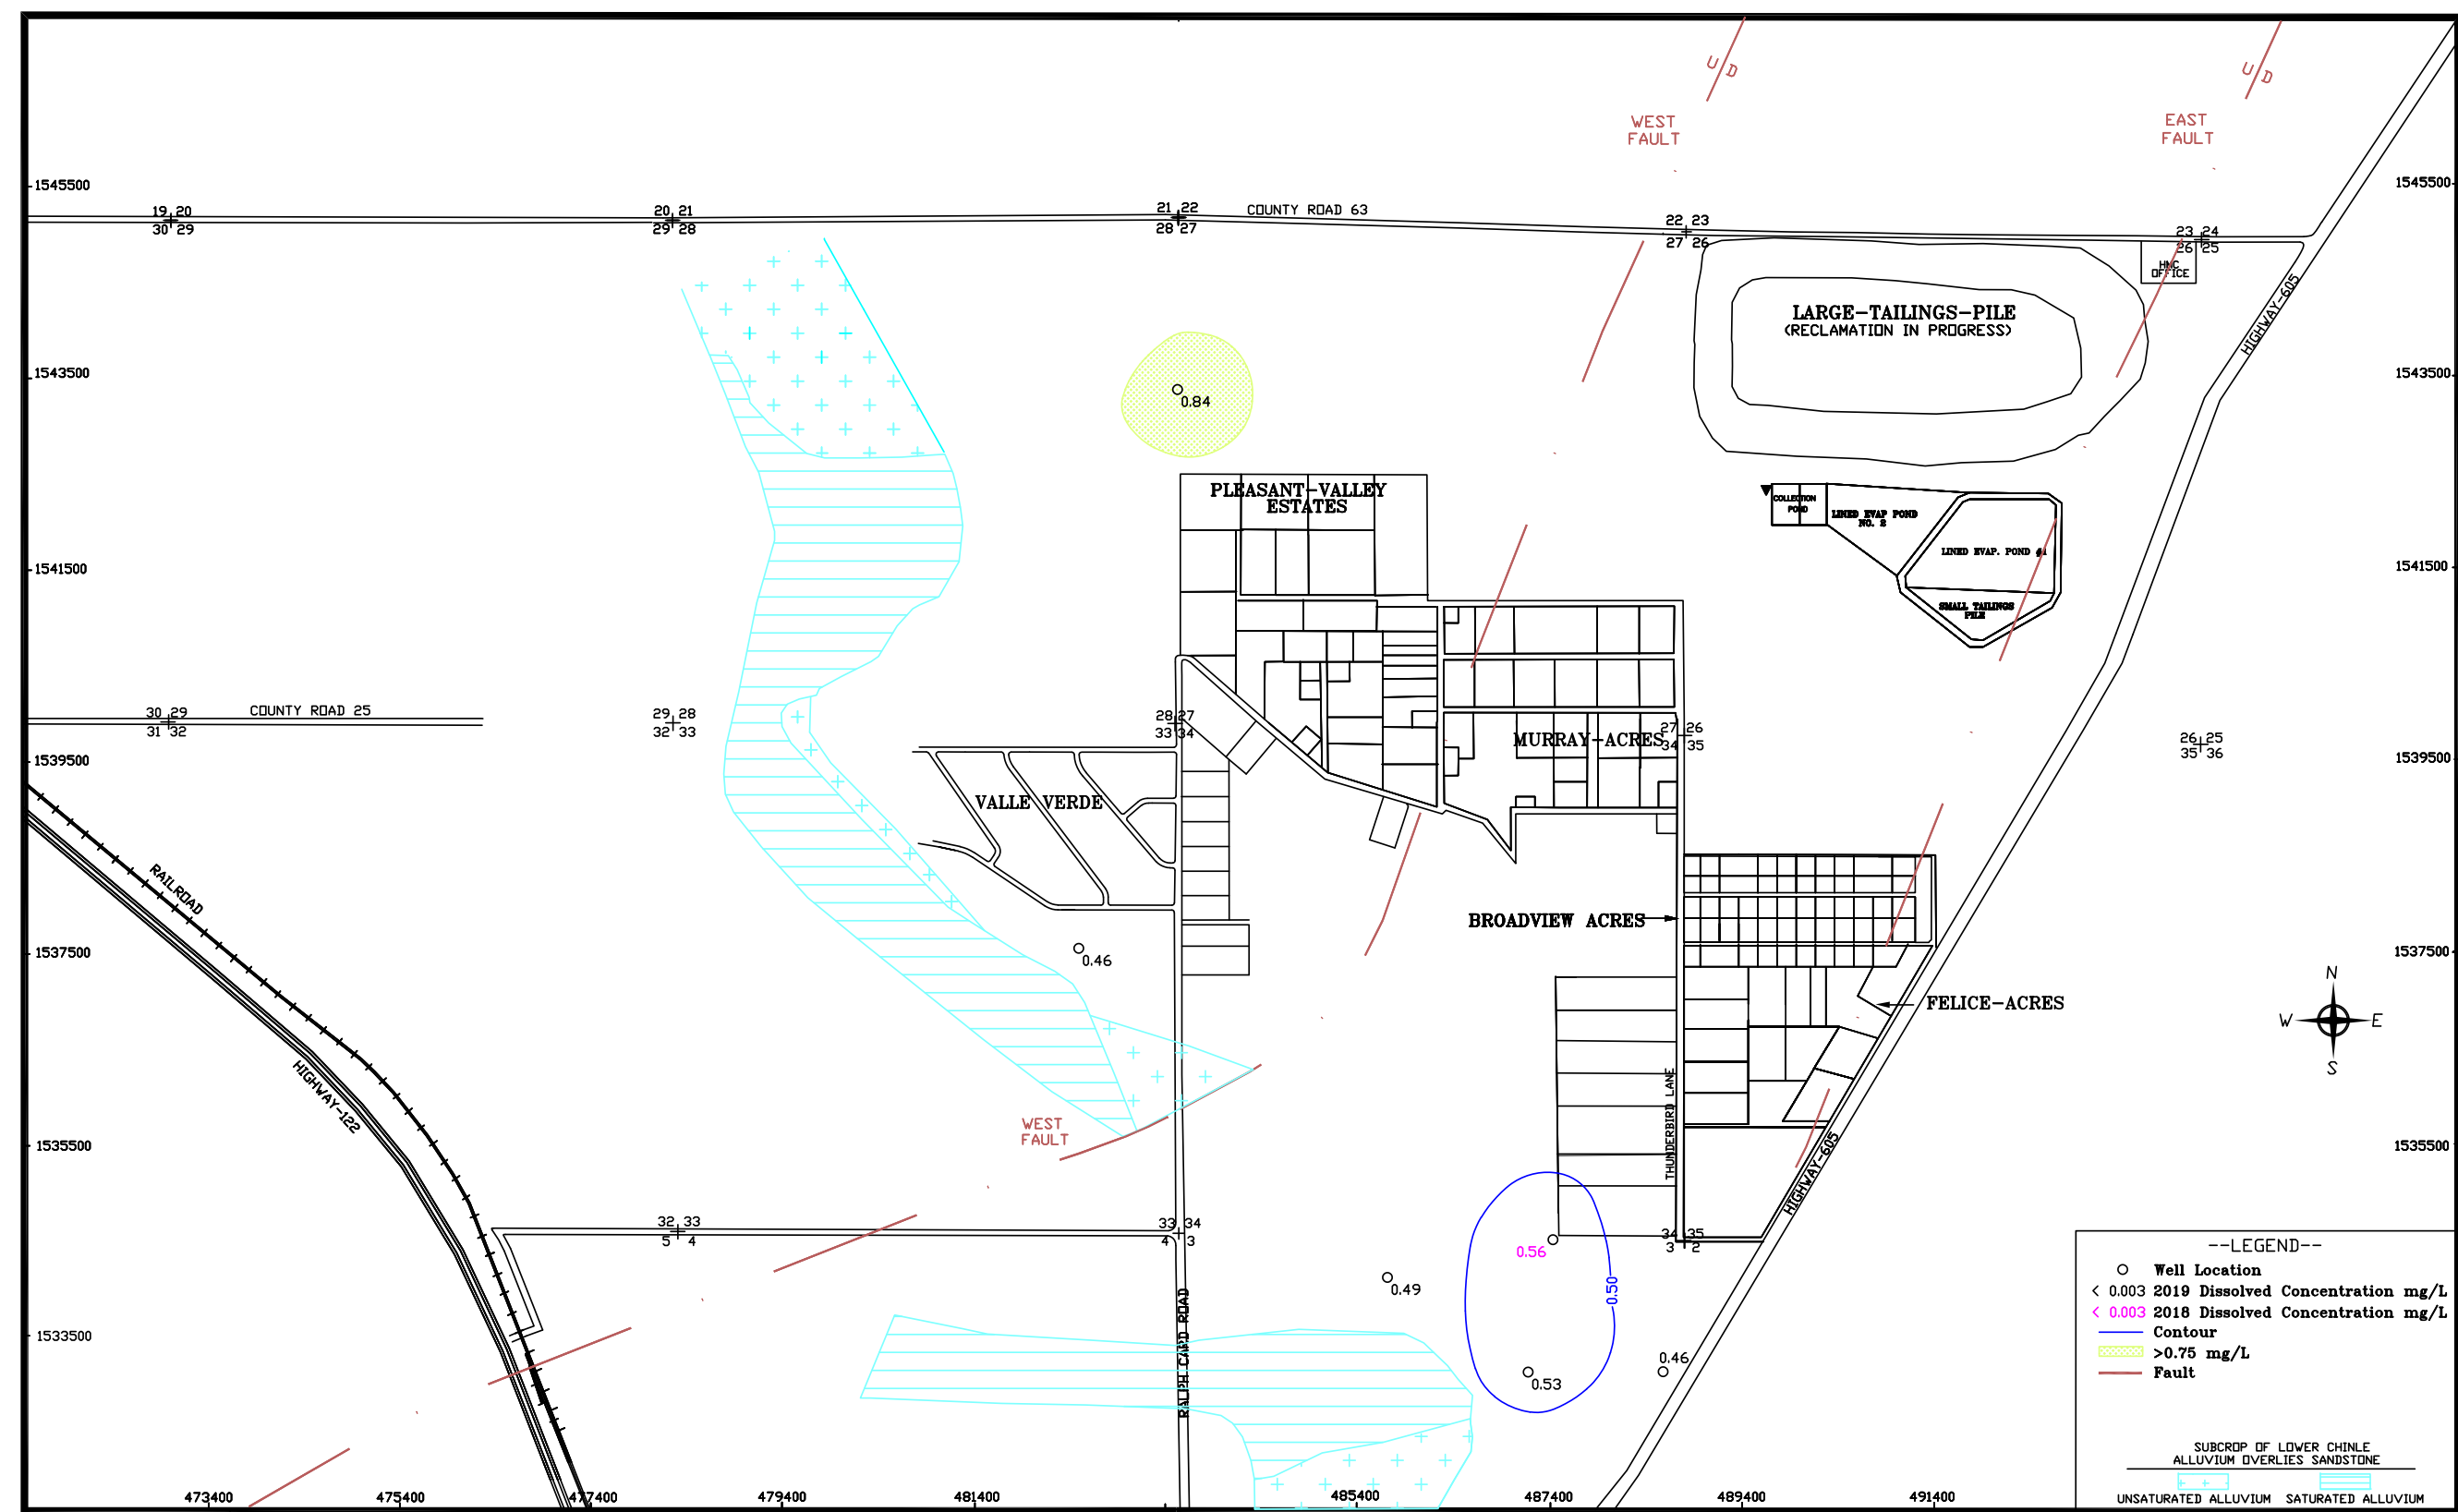 U D
U D
WEST
FAULT
EAST
FAULT
1545500
1545500
19 20
30 29
20 21
29 28
21 22
28 27
COUNTY ROAD 63
22 23
27 26
23 24
26 25
HMC
OFFICE
HIGHWAY-605
LARGE-TAILINGS-PILE
(RECLAMATION IN PROGRESS)
1543500
1543500
0.84
PLEASANT-VALLEY
ESTATES
COLLECTION
POND
LINED EVAP POND
NO. 2
LINED EVAP. POND #1
SMALL TAILINGS
PILE
1541500
1541500
30 29
31 32
COUNTY ROAD 25
29 28
32 33
28 27
33 34
MURRAY-ACRES
27 26
34 35
26 25
35 36
1539500
1539500
VALLE VERDE
RAILROAD
BROADVIEW ACRES
0.46
1537500
1537500
FELICE-ACRES
N
W E
S
HIGHWAY-122
WEST
FAULT
THUNDERBIRD LANE
1535500
1535500
HIGHWAY-605
32 33
5 4
33 34
4 3
34 35
3 2
0.56
0.49
0.50
RALPH CARD ROAD
0.53
0.46
1533500
--LEGEND--
Well Location
< 0.003 2019 Dissolved Concentration mg/L
< 0.003 2018 Dissolved Concentration mg/L
Contour
>0.75 mg/L
Fault
SUBCROP OF LOWER CHINLE
ALLUVIUM OVERLIES SANDSTONE
UNSATURATED ALLUVIUM SATURATED ALLUVIUM
473400
475400
477400
479400
481400
485400
487400
489400
491400